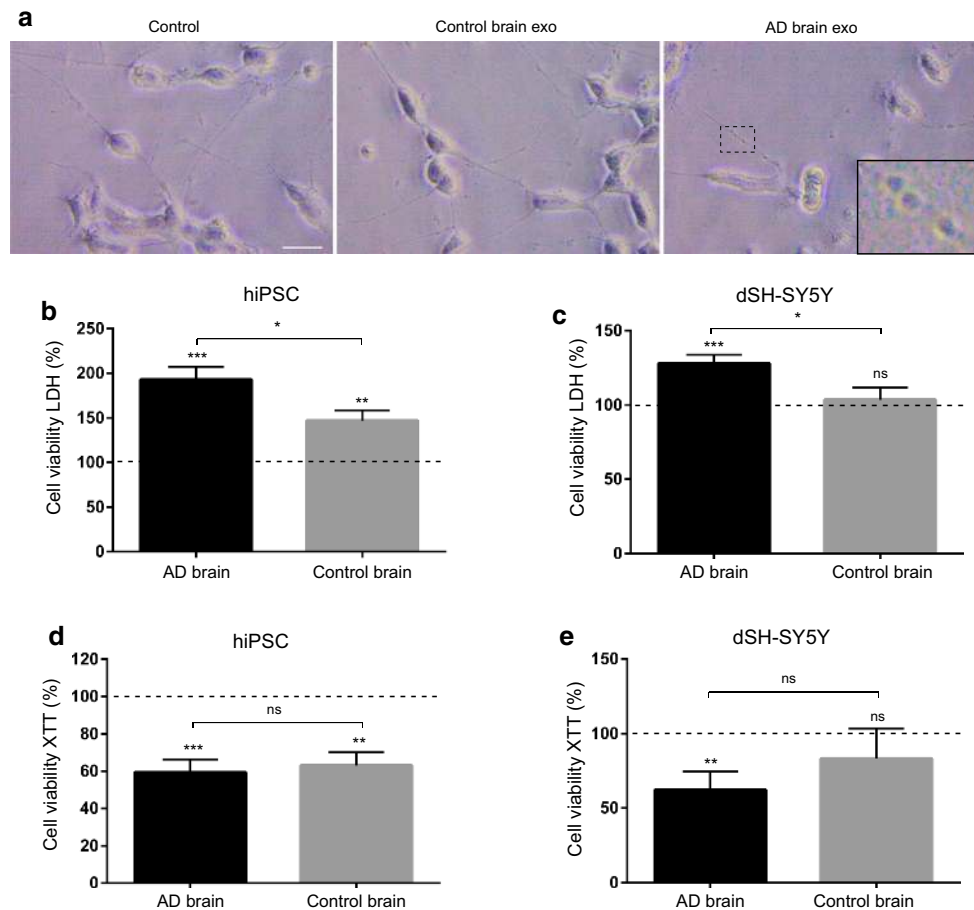 a
Control
Control brain exo
AD brain exo
b
hiPSC
Cell viability LDH (%)
250
200
150
100
50
0
*
***
**
AD brain
Control brain
c
dSH-SY5Y
Cell viability LDH (%)
150
100
50
0
*
***
ns
AD brain
Control brain
d
hiPSC
Cell viability XTT (%)
120
100
80
60
40
20
0
ns
***
**
AD brain
Control brain
e
dSH-SY5Y
Cell viability XTT (%)
150
100
50
0
ns
**
ns
AD brain
Control brain